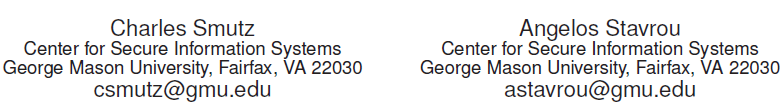 Charles Smutz
Center for Secure Information Systems
George Mason University, Fairfax, VA 22030
csmutz@gmu.edu
Angelos Stavrou
Center for Secure Information Systems
George Mason University, Fairfax, VA 22030
astavrou@gmu.edu